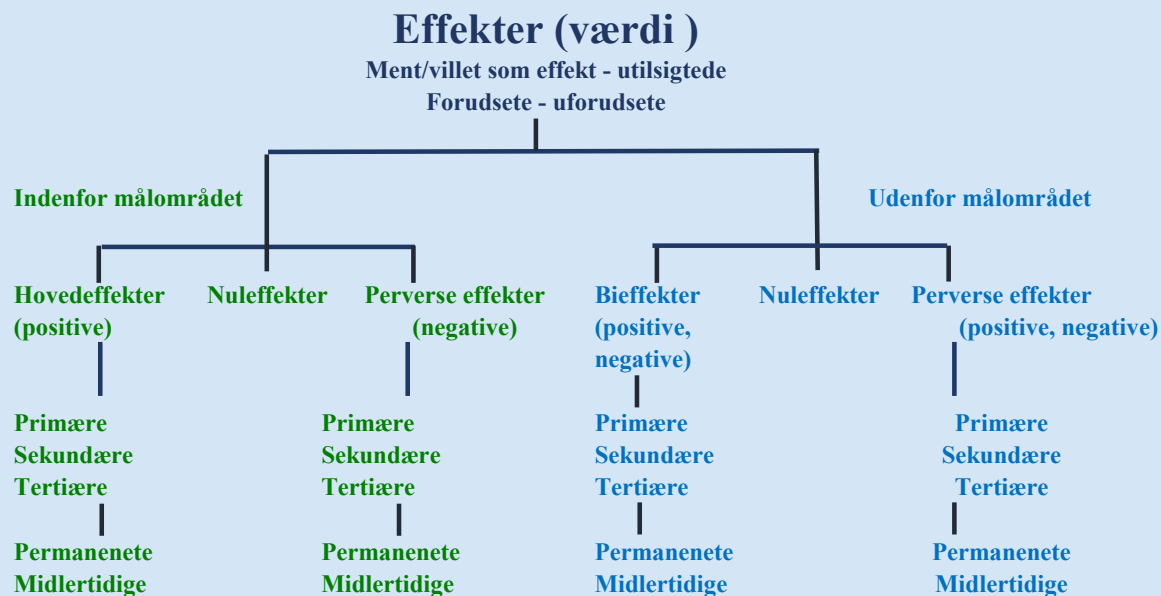 Effekter (værdi )
Ment/villet som effekt - utilsigtede
Forudsete - uforudsete
Indenfor målområdet
Udenfor målområdet
Hovedeffekter
(positive)
Nuleffekter
Perverse effekter
(negative)
Bieffekter
(positive,
negative)
Nuleffekter
Perverse effekter
(positive, negative)
Primære
Sekundære
Tertiære
Primære
Sekundære
Tertiære
Primære
Sekundære
Tertiære
Primære
Sekundære
Tertiære
Permanenete
Midlertidige
Permanenete
Midlertidige
Permanenete
Midlertidige
Permanenete
Midlertidige